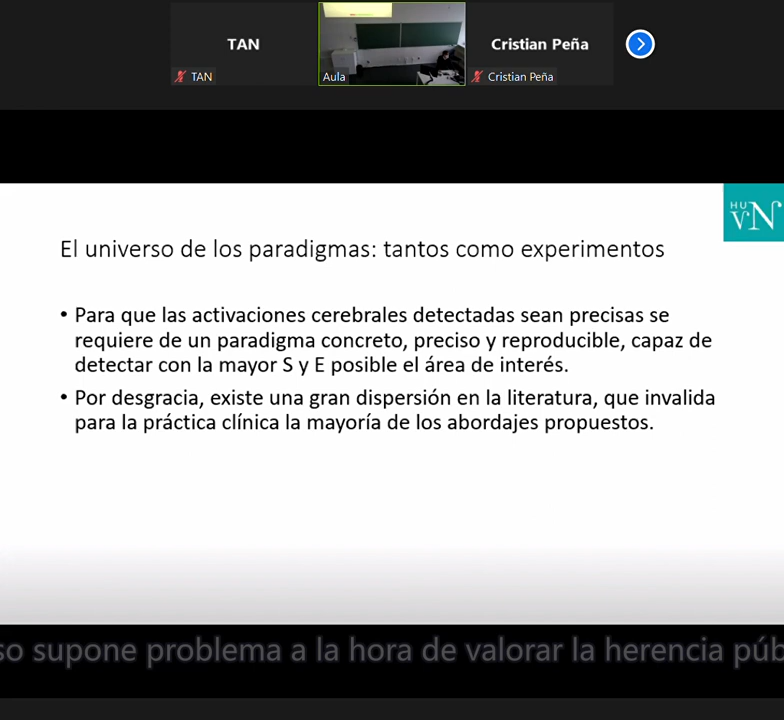 TAN
Cristian Peña
TAN
Aula
Cristian Peña
HU
VN
El universo de los paradigmas: tantos como experimentos
• Para que las activaciones cerebrales detectadas sean precisas se
requiere de un paradigma concreto, preciso y reproducible, capaz de
detectar con la mayor S y E posible el área de interés.
• Por desgracia, existe una gran dispersión en la literatura, que invalida
para la práctica clínica la mayoría de los abordajes propuestos.
so supone problema a la hora de valorar la herencia púb